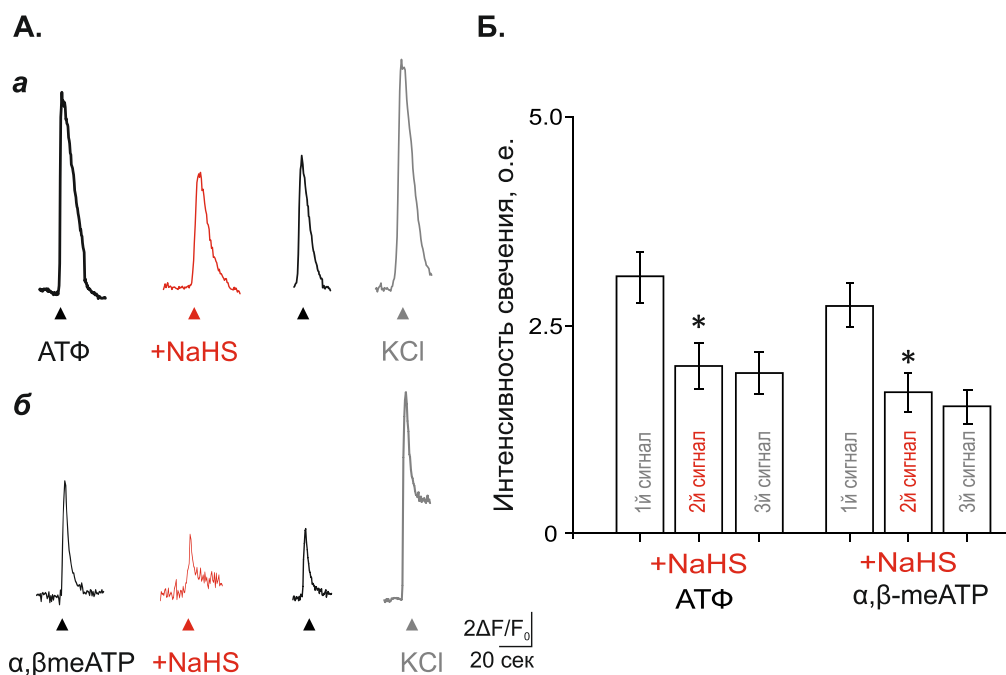 А.
а
АТФ
+NaHS
KCl
б
α,βmeATP
+NaHS
KCl
2ΔF/F0
20 сек
Б.
Интенсивность свечения, о.е.
5.0
2.5
0
*
*
1й сигнал
2й сигнал
3й сигнал
1й сигнал
2й сигнал
3й сигнал
+NaHS
АТФ
+NaHS
α,β-meATP